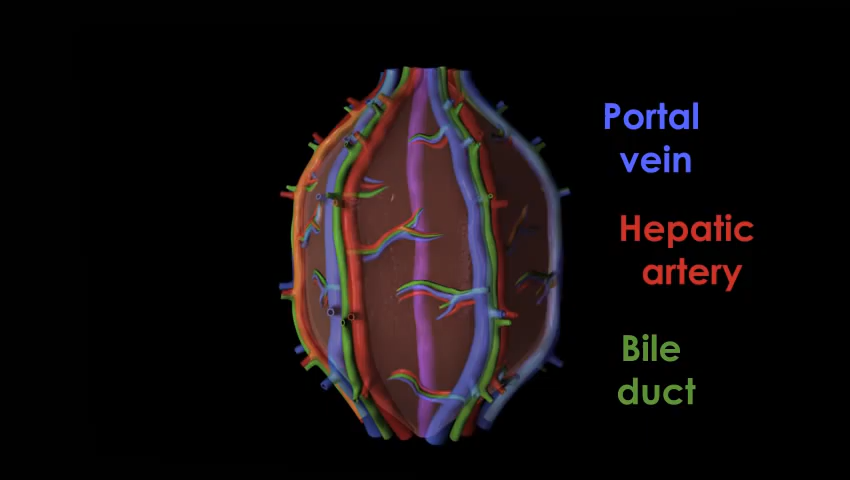 Portal
vein
Hepatic
artery
Bile
duct